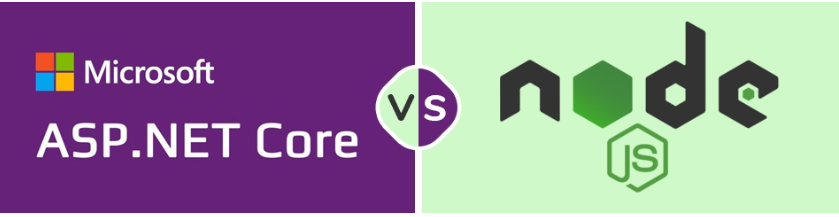 Microsoft
ASP.NET Core
VS
node
JS